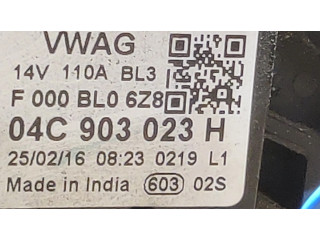 VWAG
14V 110A BL3
F 000 BL0 6Z8
04C 903 023 H
25/02/16 08:23 0219 L1
Made in India 603 02S